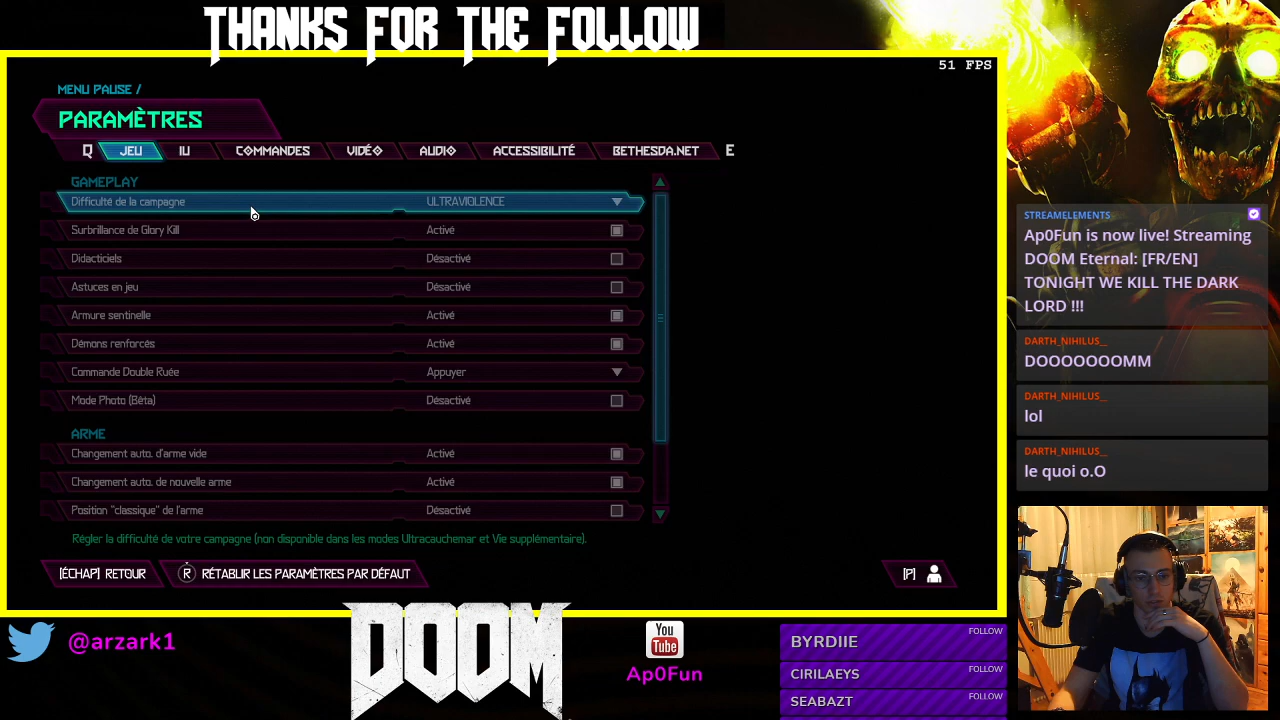 THANKS FOR THE FOLLOW
51 FPS
MENU PAUSE /
PARAMÈTRES
Q JEU IU COMMANDES VIDÉO AUDIO ACCESSIBILITÉ BETHESDA.NET E
GAMEPLAY
Difficulté de la campagne ULTRAVIOLENCE
Surbrillance de Glory Kill Activé
Didacticiels Désactivé
Astuces en jeu Désactivé
Armure sentinelle Activé
Démons renforcés Activé
Commande Double Ruée Appuyer
Mode Photo (Bêta) Désactivé
ARME
Changement auto. d'arme vide Activé
Changement auto. de nouvelle arme Activé
Position "classique" de l'arme Désactivé
Régler la difficulté de votre campagne (non disponible dans les modes Ultracauchemar et Vie supplémentaire).
[ÉCHAP] RETOUR R RÉTABLIR LES PARAMÈTRES PAR DÉFAUT [P]
STREAMELEMENTS
Ap0Fun is now live! Streaming
DOOM Eternal: [FR/EN]
TONIGHT WE KILL THE DARK
LORD !!!
DARTH_NIHILUS_
DOOOOOOOMM
DARTH_NIHILUS_
lol
DARTH_NIHILUS_
le quoi o.O
@arzark1
DOOM
You
Tube
Ap0Fun
BYRDIIE FOLLOW
CIRILAEYS FOLLOW
SEABAZT FOLLOW